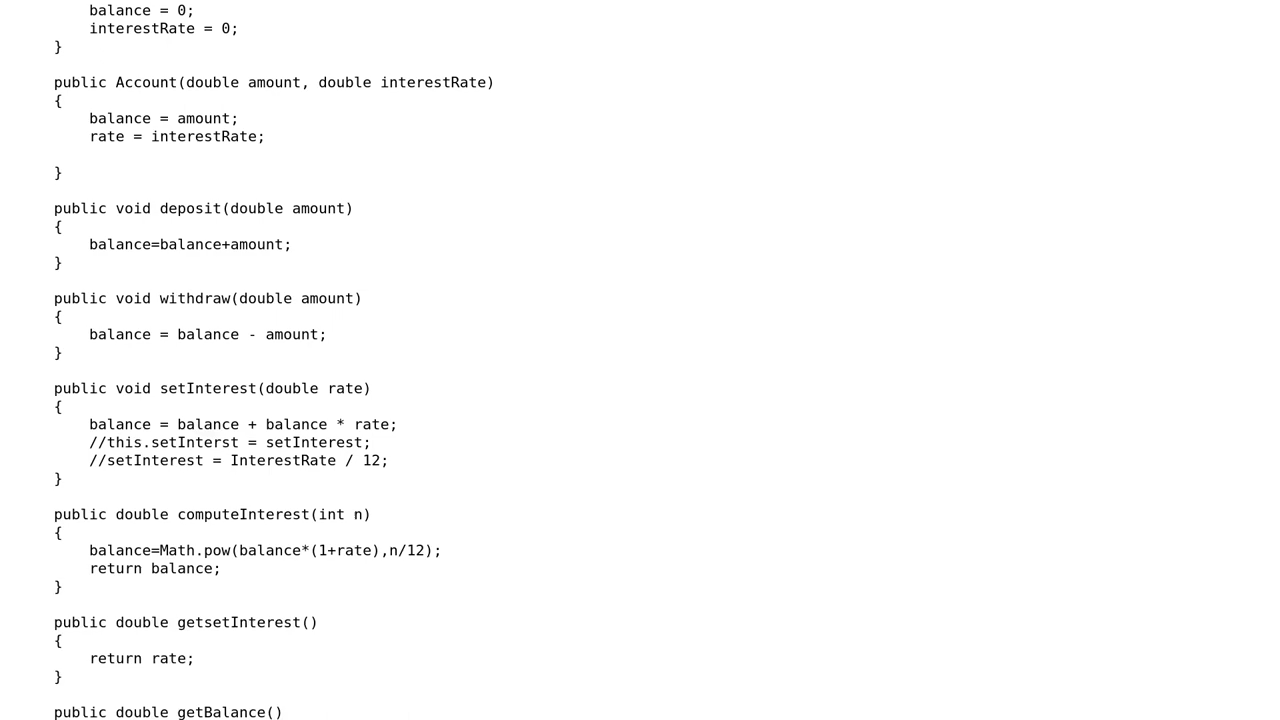 balance = 0;
interestRate = 0;
}
public Account(double amount, double interestRate)
{
balance = amount;
rate = interestRate;
}
public void deposit(double amount)
{
balance=balance+amount;
}
public void withdraw(double amount)
{
balance = balance - amount;
}
public void setInterest(double rate)
{
balance = balance + balance * rate;
//this.setInterst = setInterest;
//setInterest = InterestRate / 12;
}
public double computeInterest(int n)
{
balance=Math.pow(balance*(1+rate),n/12);
return balance;
}
public double getsetInterest()
{
return rate;
}
public double getBalance()